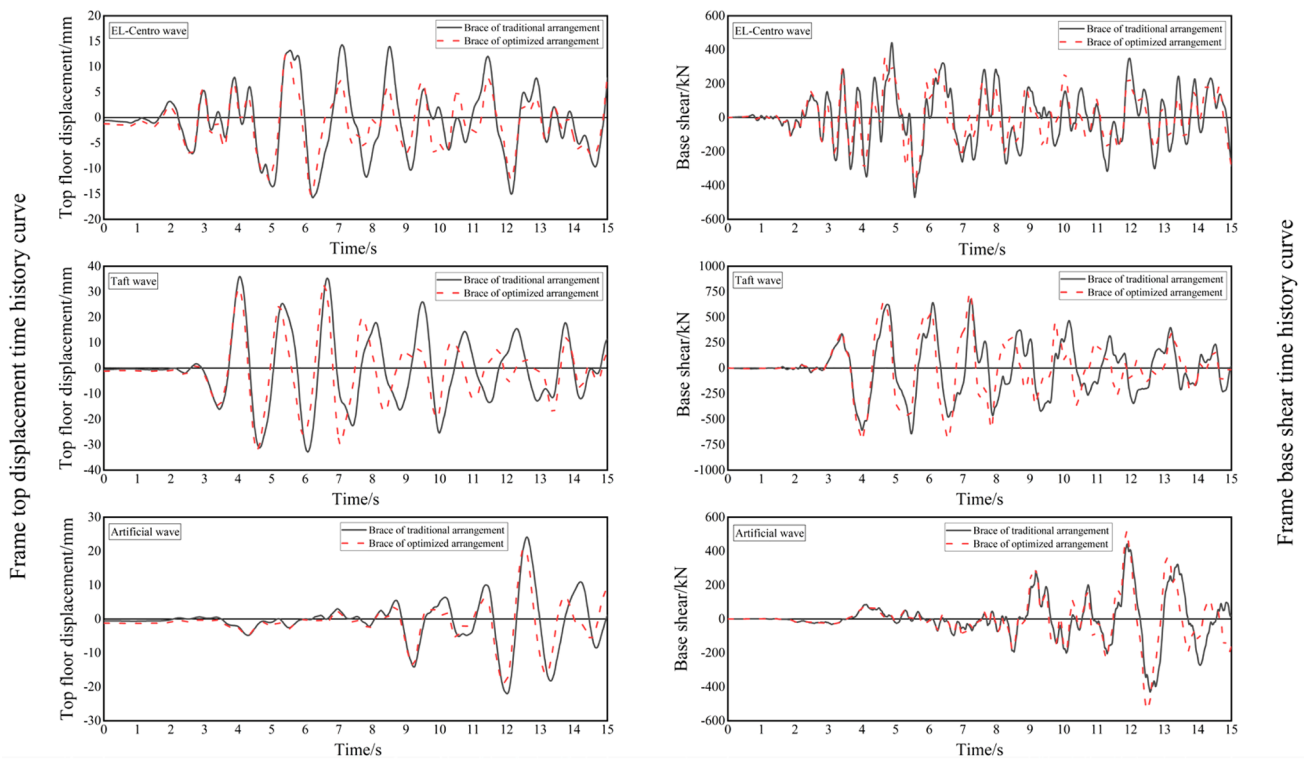 Frame top displacement time history curve
Top floor displacement/mm
20
15
10
5
0
-5
-10
-15
-20
EL-Centro wave
Brace of traditional arrangement
Brace of optimized arrangement
0 1 2 3 4 5 6 7 8 9 10 11 12 13 14 15
Time/s
Base shear/kN
600
400
200
0
-200
-400
-600
EL-Centro wave
Brace of traditional arrangement
Brace of optimized arrangement
0 1 2 3 4 5 6 7 8 9 10 11 12 13 14 15
Time/s
Top floor displacement/mm
40
30
20
10
0
-10
-20
-30
-40
Taft wave
Brace of traditional arrangement
Brace of optimized arrangement
0 1 2 3 4 5 6 7 8 9 10 11 12 13 14 15
Time/s
Base shear/kN
1000
750
500
250
0
-250
-500
-750
-1000
Taft wave
Brace of traditional arrangement
Brace of optimized arrangement
0 1 2 3 4 5 6 7 8 9 10 11 12 13 14 15
Time/s
Top floor displacement/mm
30
20
10
0
-10
-20
-30
Artificial wave
Brace of traditional arrangement
Brace of optimized arrangement
0 1 2 3 4 5 6 7 8 9 10 11 12 13 14 15
Time/s
Base shear/kN
600
400
200
0
-200
-400
-600
Artificial wave
Brace of traditional arrangement
Brace of optimized arrangement
0 1 2 3 4 5 6 7 8 9 10 11 12 13 14 15
Time/s
Frame base shear time history curve